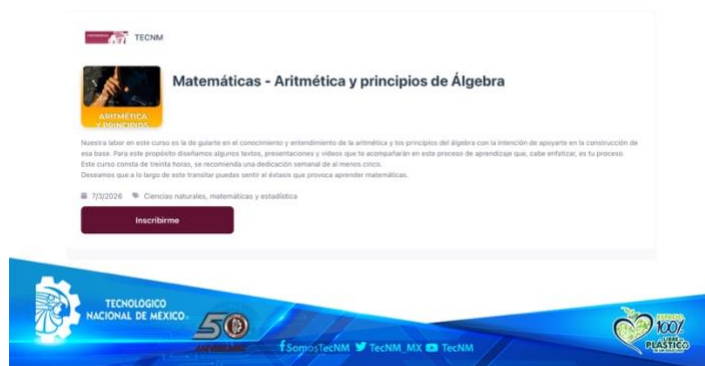 TECNM
Matemáticas - Aritmética y principios de Álgebra
ARITMÉTICA
Y PRINCIPIOS
Nuestra labor en este curso es la de guiarte en el conocimiento y entendimiento de la aritmética y los principios del álgebra con la intención de apoyarte en la construcción de
esa base. Para este propósito diseñamos algunos textos, presentaciones y videos que te acompañarán en este proceso de aprendizaje que, cabe enfatizar, es tu proceso.
Este curso consta de treinta horas, se recomienda una dedicación semanal de al menos cinco.
Deseamos que a lo largo de este transitar puedas sentir el éxtasis que provoca aprender matemáticas.
7/3/2026 Ciencias naturales, matemáticas y estadística
Inscribirme
TECNOLÓGICO
NACIONAL DE MÉXICO
50
ANIVERSARIO
SomosTecNM TecNM_MX TecNM
ESPACIO
100%
LIBRE
PLÁSTICO